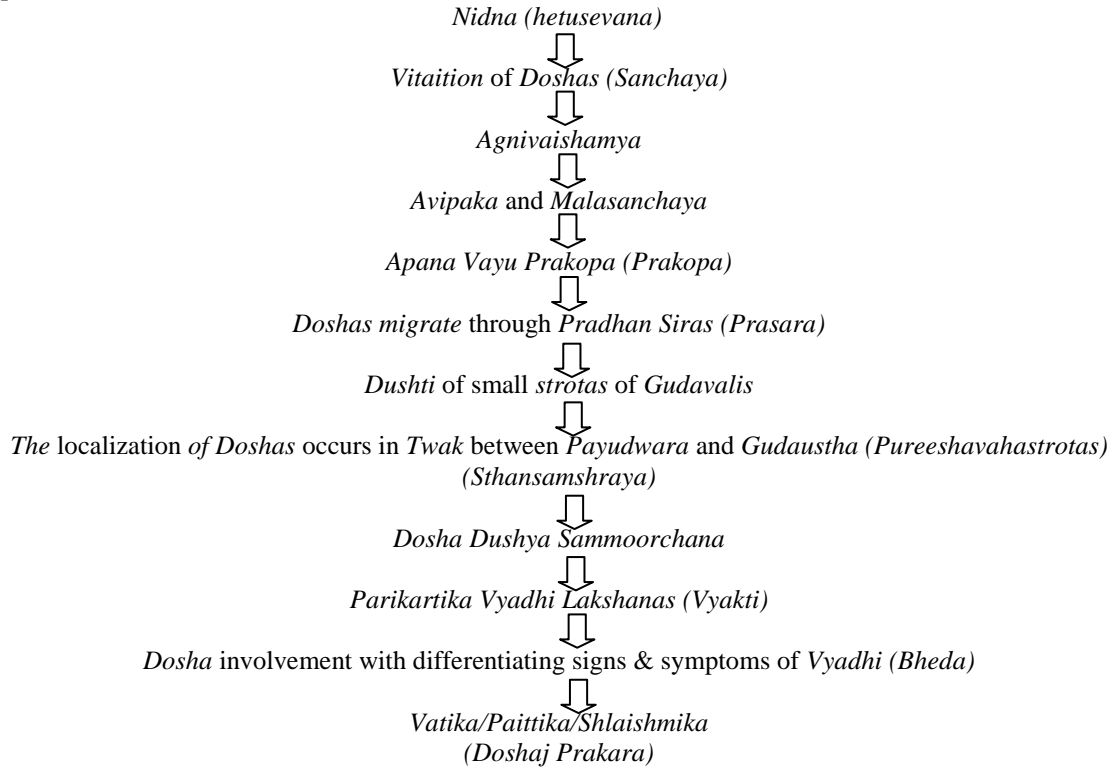 Nidna (hetusevana)
Vitaition of Doshas (Sanchaya)
Agnivaishamya
Avipaka and Malasanchaya
Apana Vayu Prakopa (Prakopa)
Doshas migrate through Pradhan Siras (Prasara)
Dushti of small strotas of Gudavalis
The localization of Doshas occurs in Twak between Payudwara and Gudaustha (Pureeshavahastrotas)
(Sthansamshraya)
Dosha Dushya Sammoorchana
Parikartika Vyadhi Lakshanas (Vyakti)
Dosha involvement with differentiating signs & symptoms of Vyadhi (Bheda)
Vatika/Paittika/Shlaishmika
(Doshaj Prakara)